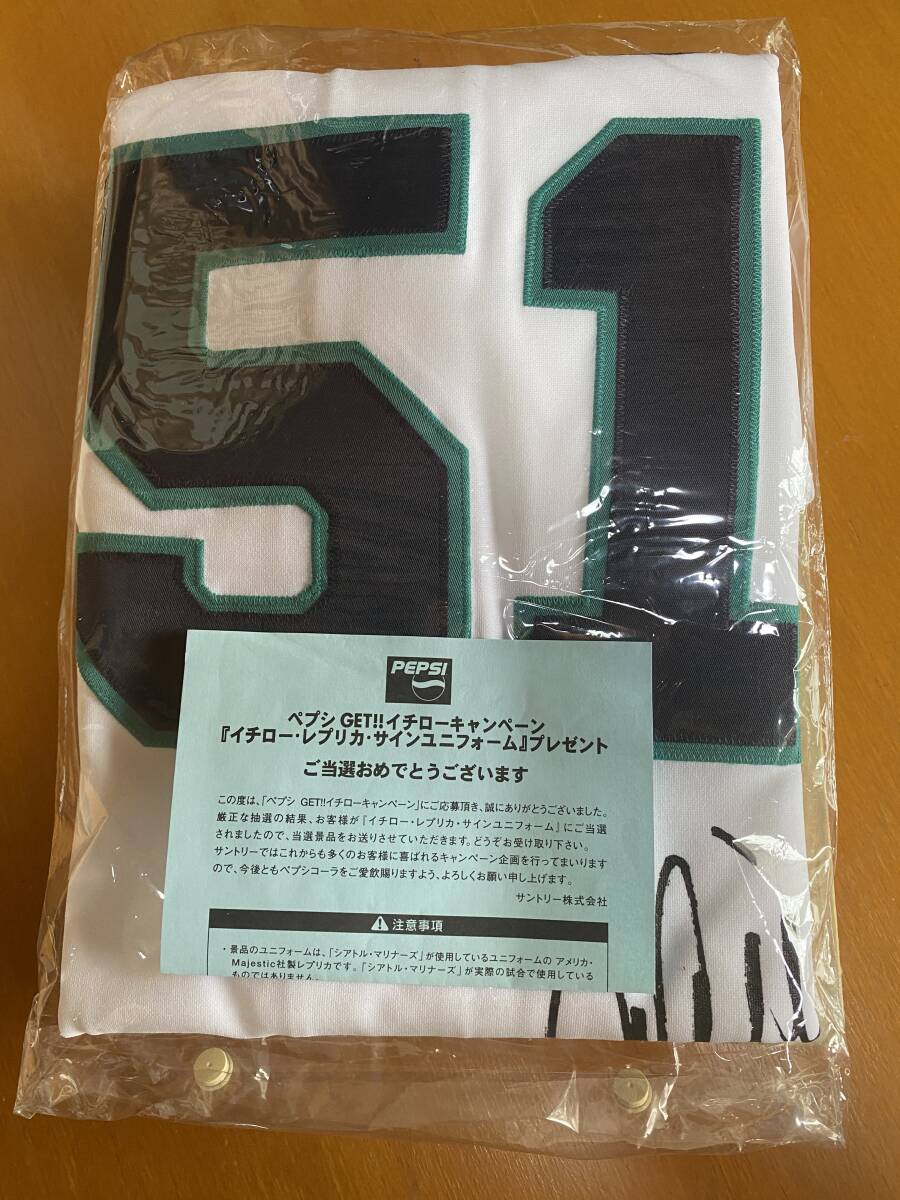 51
PEPSI
ペプシ GET!!イチローキャンペーン
『イチロー・レプリカ・サインユニフォーム』プレゼント
ご当選おめでとうございます
この度は、「ペプシ GET!!イチローキャンペーン」にご応募頂き、誠にありがとうございました。
厳正な抽選の結果、お客様が『イチロー・レプリカ・サインユニフォーム』にご当選
されましたので、当選景品をお送りさせていただきます。どうぞお受け取り下さい。
サントリーではこれからも多くのお客様に喜ばれるキャンペーン企画を行ってまいります
ので、今後ともペプシコーラをご愛飲賜りますよう、よろしくお願い申し上げます。
サントリー株式会社
注意事項
・景品のユニフォームは、「シアトル・マリナーズ」が使用しているユニフォームの アメリカ・
Majestic社製レプリカです。「シアトル・マリナーズ」が実際の試合で使用している
ものではありません。